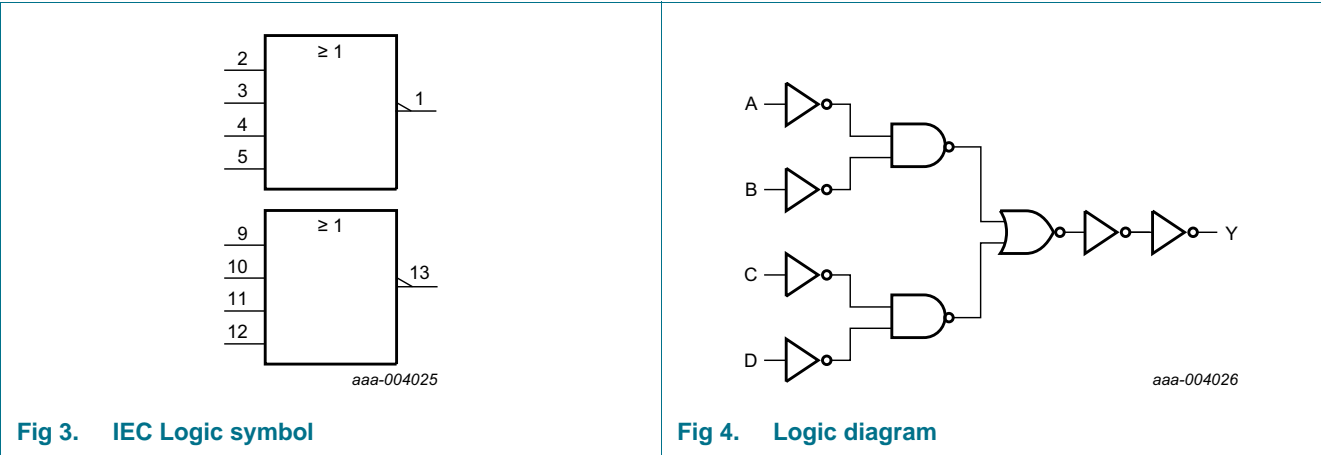 ≥ 1
2
3
4
5
1
≥ 1
9
10
11
12
13
aaa-004025
Fig 3. IEC Logic symbol
A
B
C
D
Y
aaa-004026
Fig 4. Logic diagram